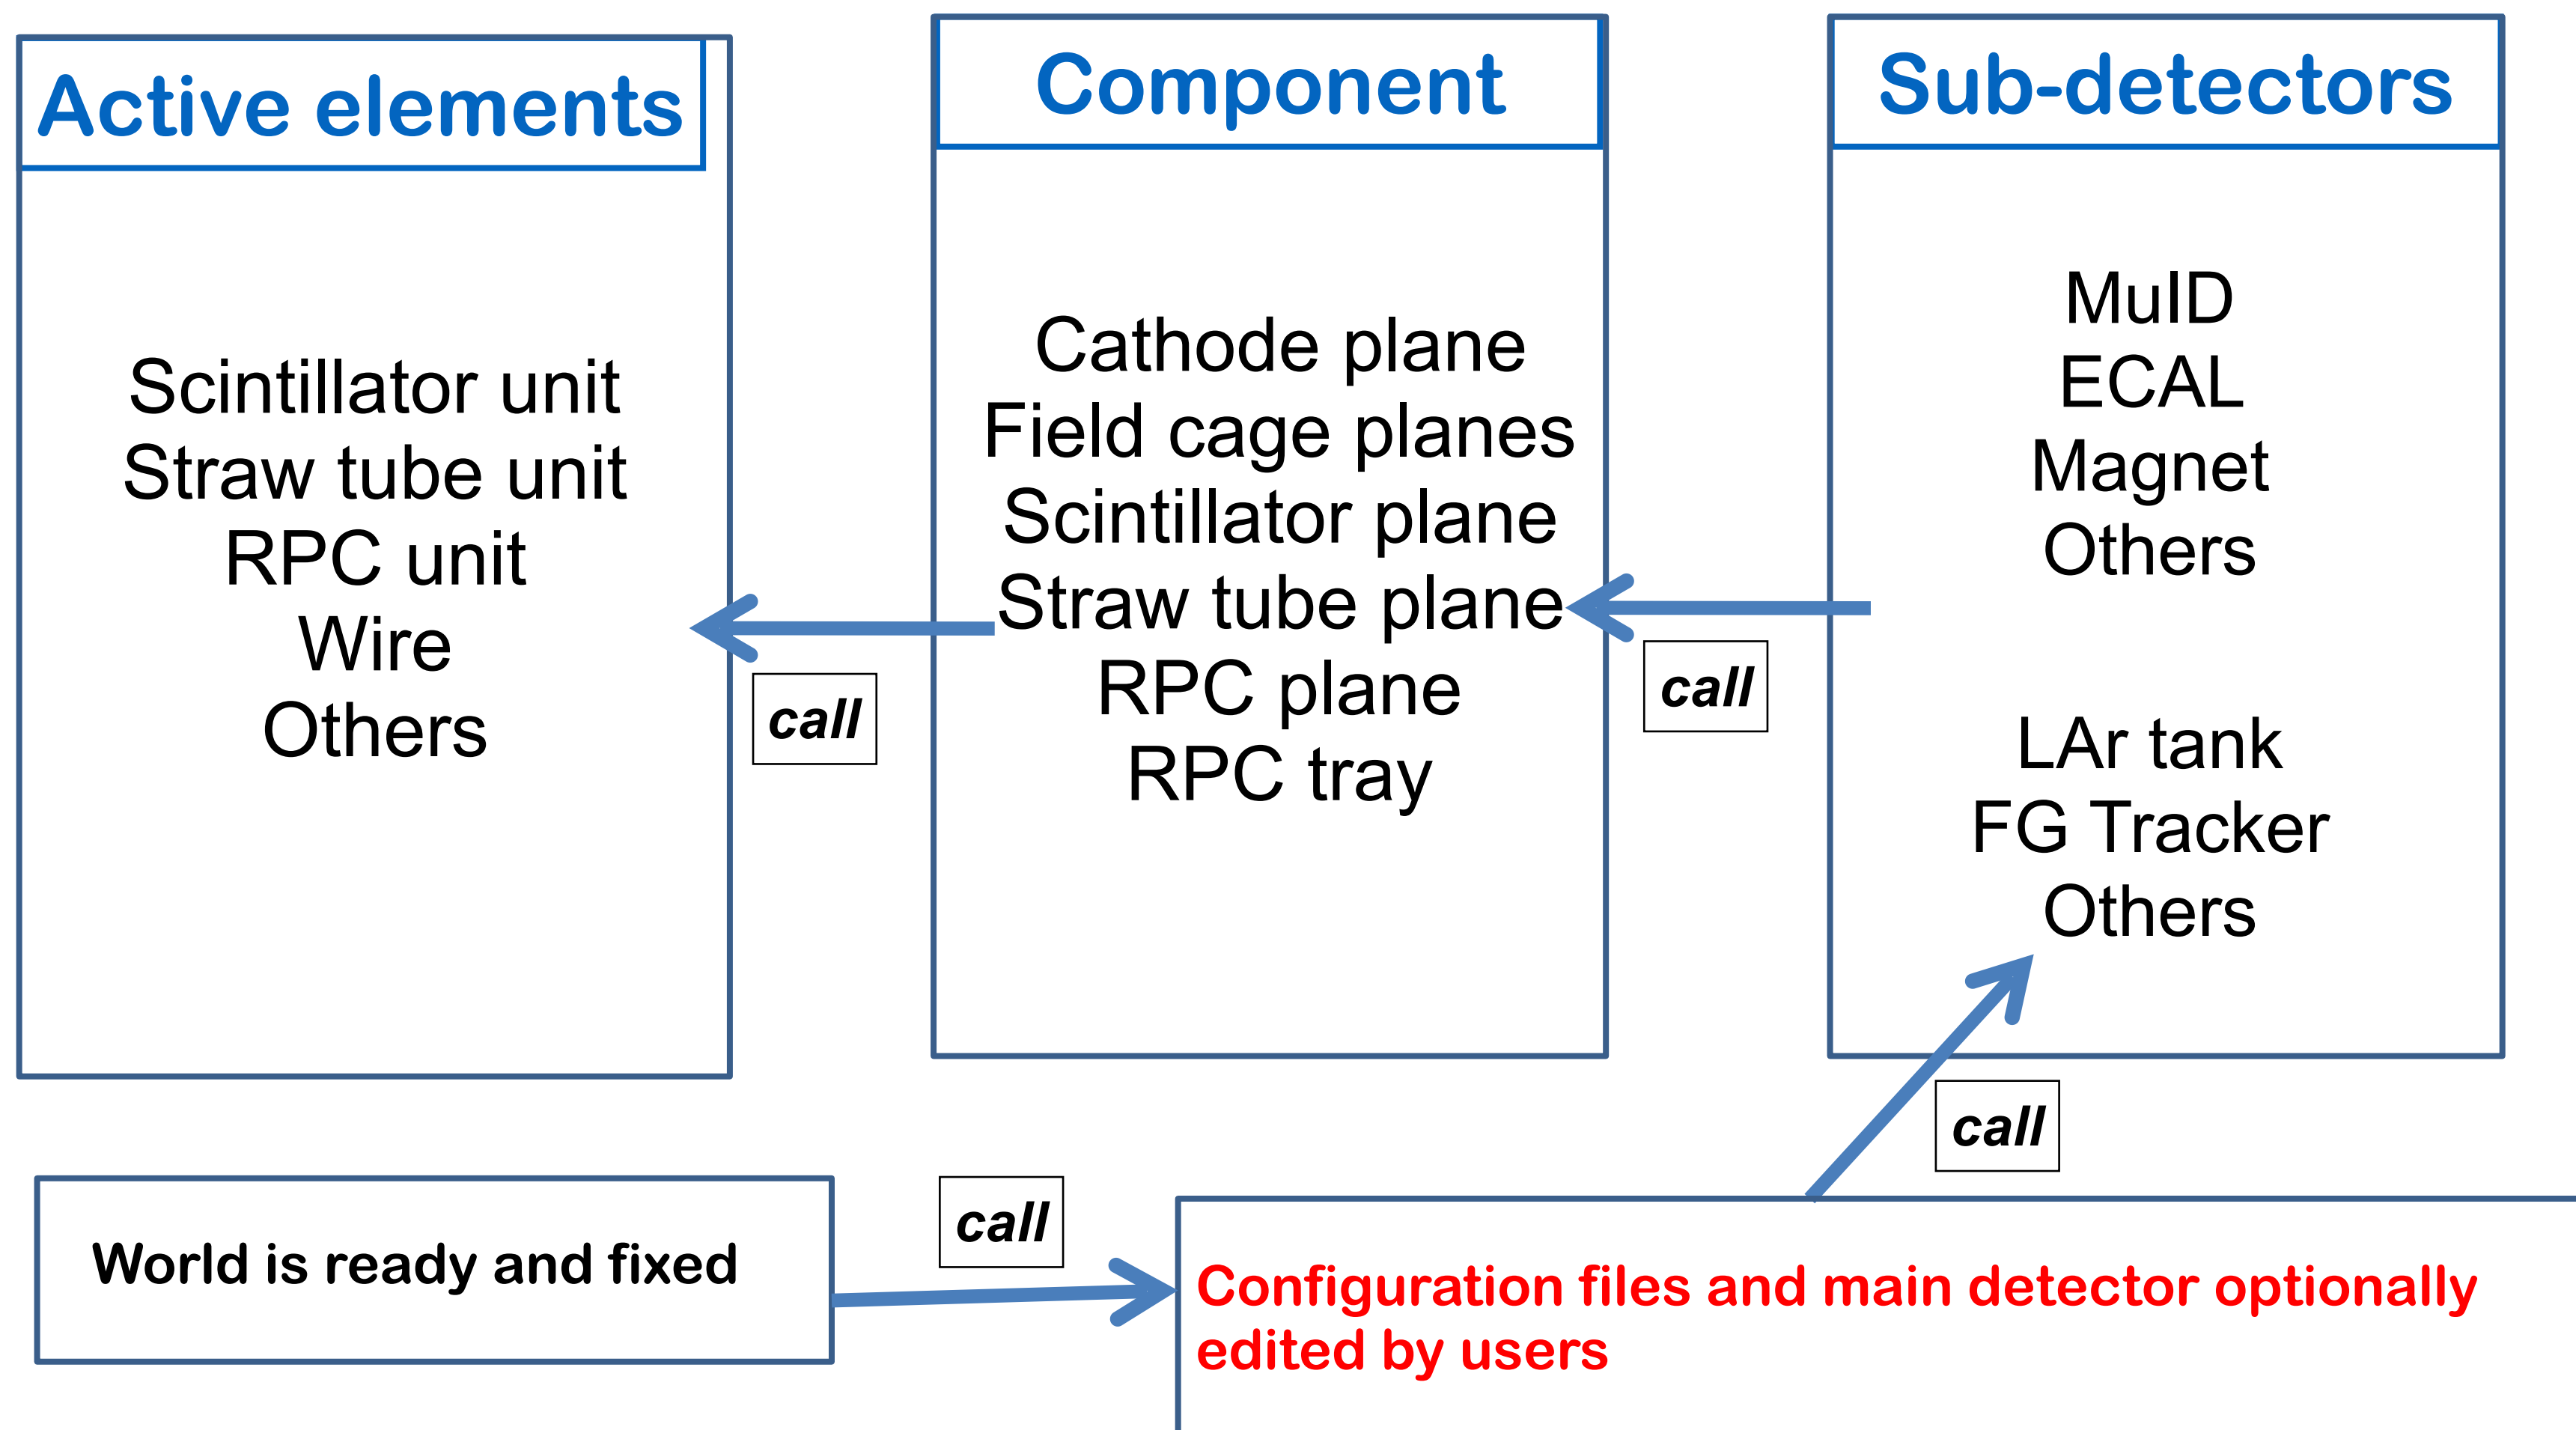 Active elements
Scintillator unit
Straw tube unit
RPC unit
Wire
Others
call
Component
Cathode plane
Field cage planes
Scintillator plane
Straw tube plane
RPC plane
RPC tray
call
Sub-detectors
MuID
ECAL
Magnet
Others
LAr tank
FG Tracker
Others
call
World is ready and fixed
call
Configuration files and main detector optionally
edited by users